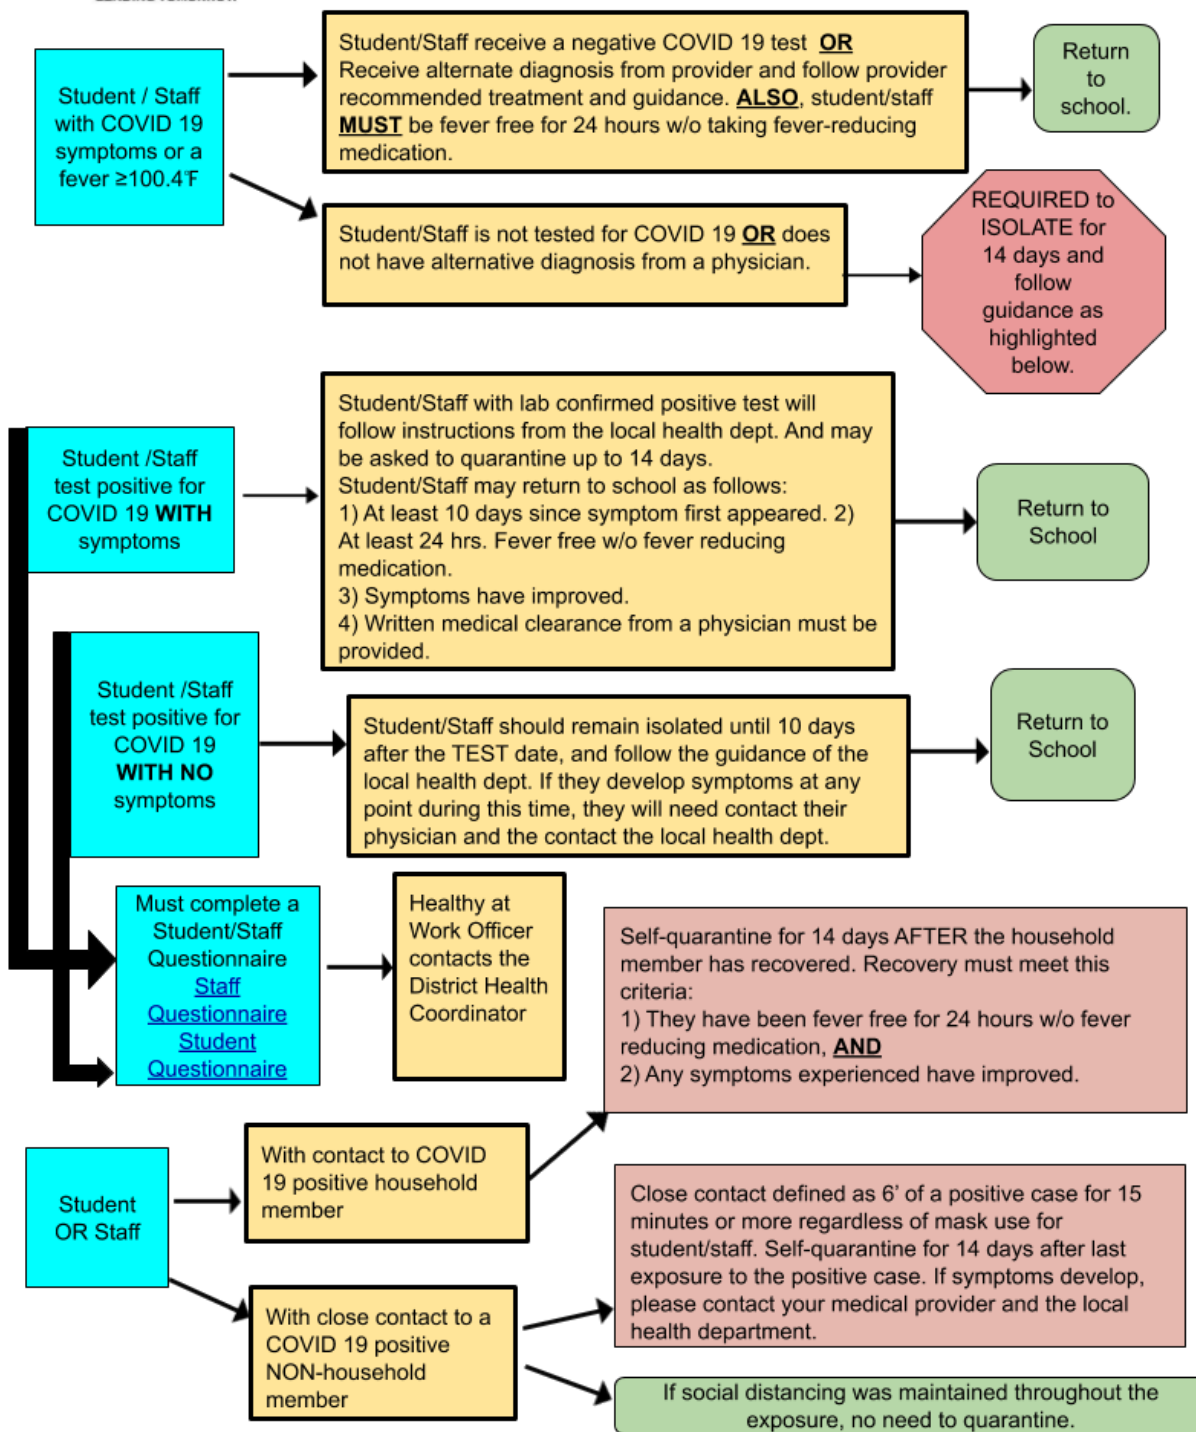 Student / Staff
with COVID 19
symptoms or a
fever ≥100.4℉
Student/Staff receive a negative COVID 19 test OR
Receive alternate diagnosis from provider and follow provider
recommended treatment and guidance. ALSO, student/staff
MUST be fever free for 24 hours w/o taking fever-reducing
medication.
Return
to
school.
Student/Staff is not tested for COVID 19 OR does
not have alternative diagnosis from a physician.
REQUIRED to
ISOLATE for
14 days and
follow
guidance as
highlighted
below.
Student /Staff
test positive for
COVID 19 WITH
symptoms
Student/Staff with lab confirmed positive test will
follow instructions from the local health dept. And may
be asked to quarantine up to 14 days.
Student/Staff may return to school as follows:
1) At least 10 days since symptom first appeared. 2)
At least 24 hrs. Fever free w/o fever reducing
medication.
3) Symptoms have improved.
4) Written medical clearance from a physician must be
provided.
Return to
School
Student /Staff
test positive for
COVID 19
WITH NO
symptoms
Student/Staff should remain isolated until 10 days
after the TEST date, and follow the guidance of the
local health dept. If they develop symptoms at any
point during this time, they will need contact their
physician and the contact the local health dept.
Return to
School
Must complete a
Student/Staff
Questionnaire
Staff
Questionnaire
Student
Questionnaire
Healthy at
Work Officer
contacts the
District Health
Coordinator
Self-quarantine for 14 days AFTER the household
member has recovered. Recovery must meet this
criteria:
1) They have been fever free for 24 hours w/o fever
reducing medication, AND
2) Any symptoms experienced have improved.
Student
OR Staff
With contact to COVID
19 positive household
member
Close contact defined as 6’ of a positive case for 15
minutes or more regardless of mask use for
student/staff. Self-quarantine for 14 days after last
exposure to the positive case. If symptoms develop,
please contact your medical provider and the local
health department.
With close contact to a
COVID 19 positive
NON-household
member
If social distancing was maintained throughout the
exposure, no need to quarantine.